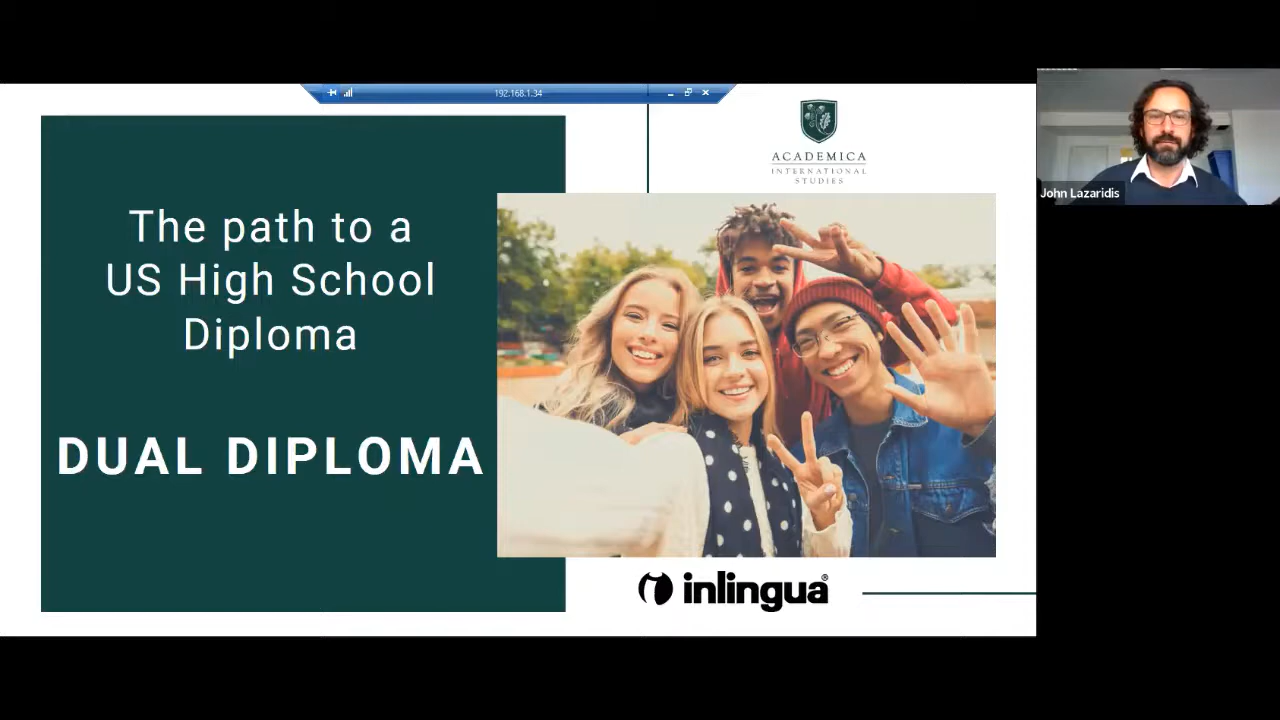 192.168.1.34
The path to a
US High School
Diploma
DUAL DIPLOMA
ACADEMICA
INTERNATIONAL
STUDIES
inlingua®
John Lazaridis